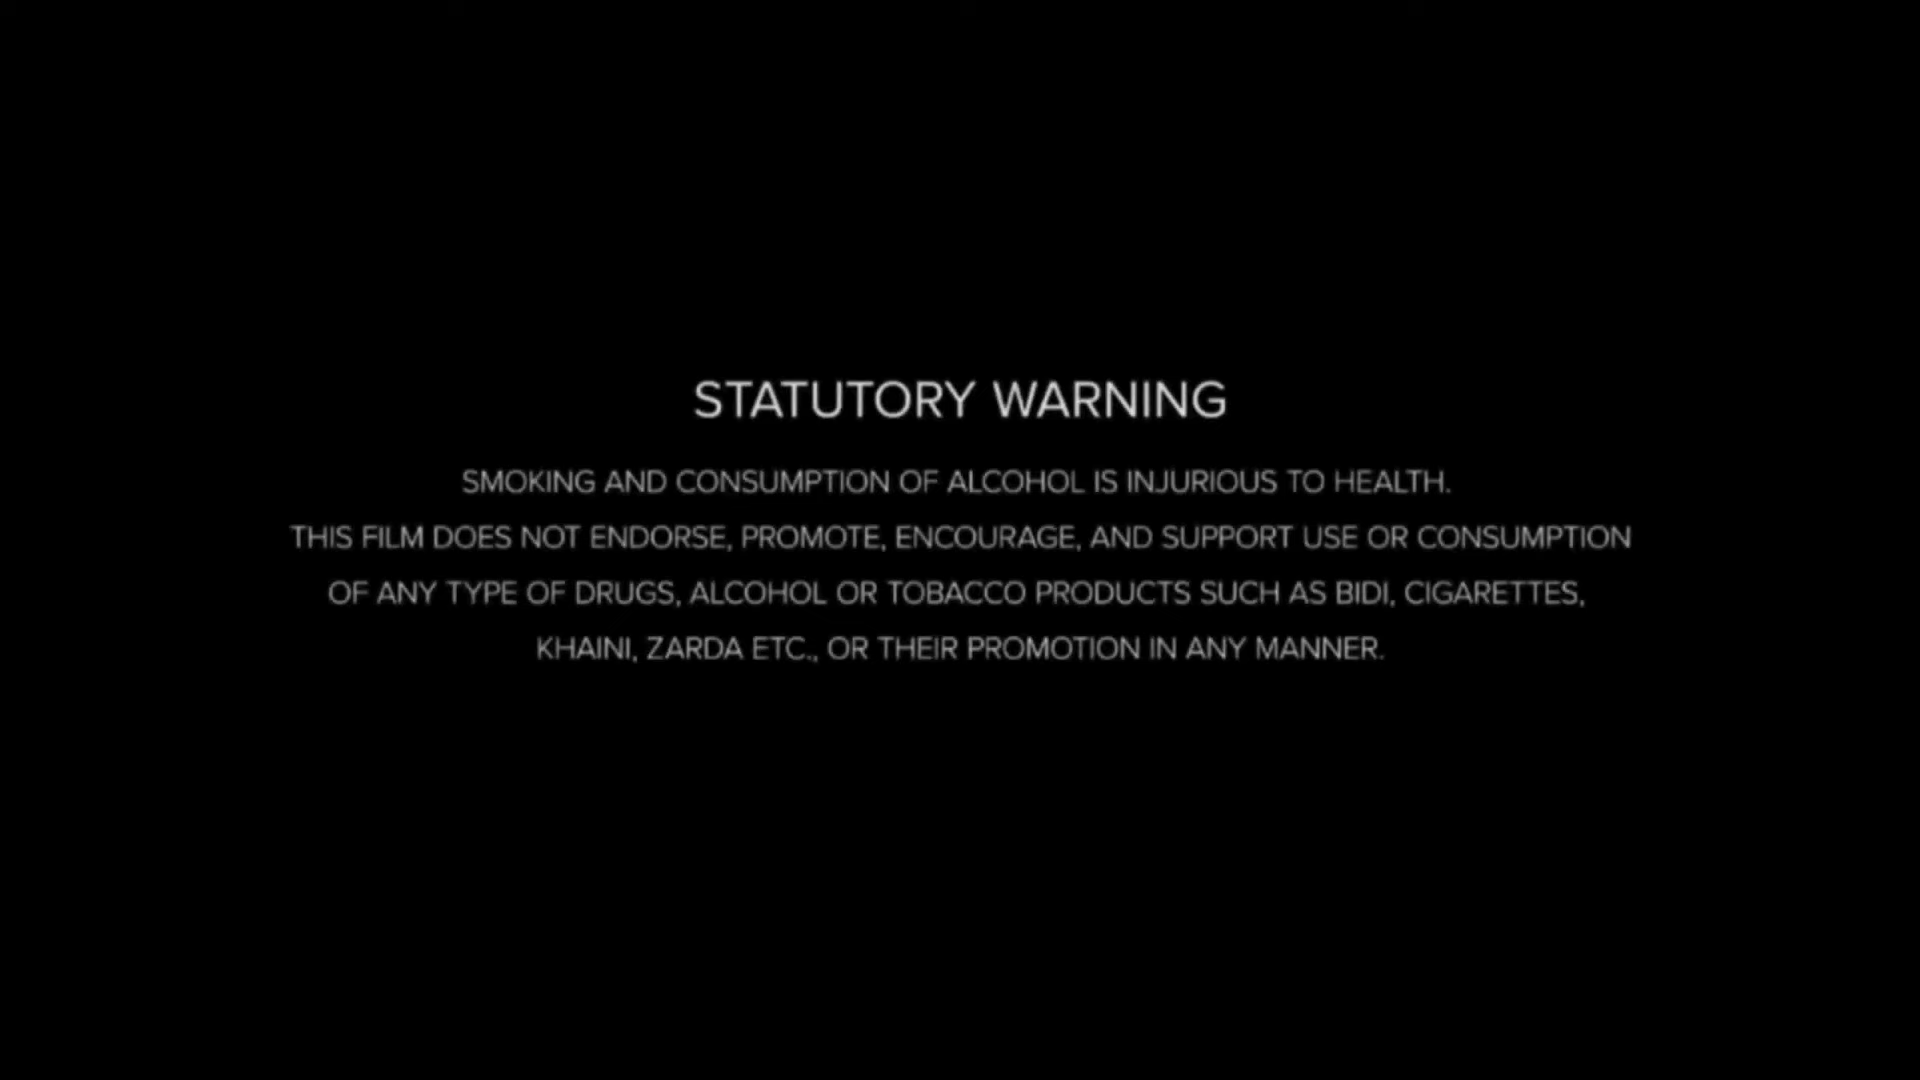 STATUTORY WARNING
SMOKING AND CONSUMPTION OF ALCOHOL IS INJURIOUS TO HEALTH.
THIS FILM DOES NOT ENDORSE, PROMOTE, ENCOURAGE, AND SUPPORT USE OR CONSUMPTION
OF ANY TYPE OF DRUGS, ALCOHOL OR TOBACCO PRODUCTS SUCH AS BIDI, CIGARETTES,
KHAINI, ZARDA ETC., OR THEIR PROMOTION IN ANY MANNER.